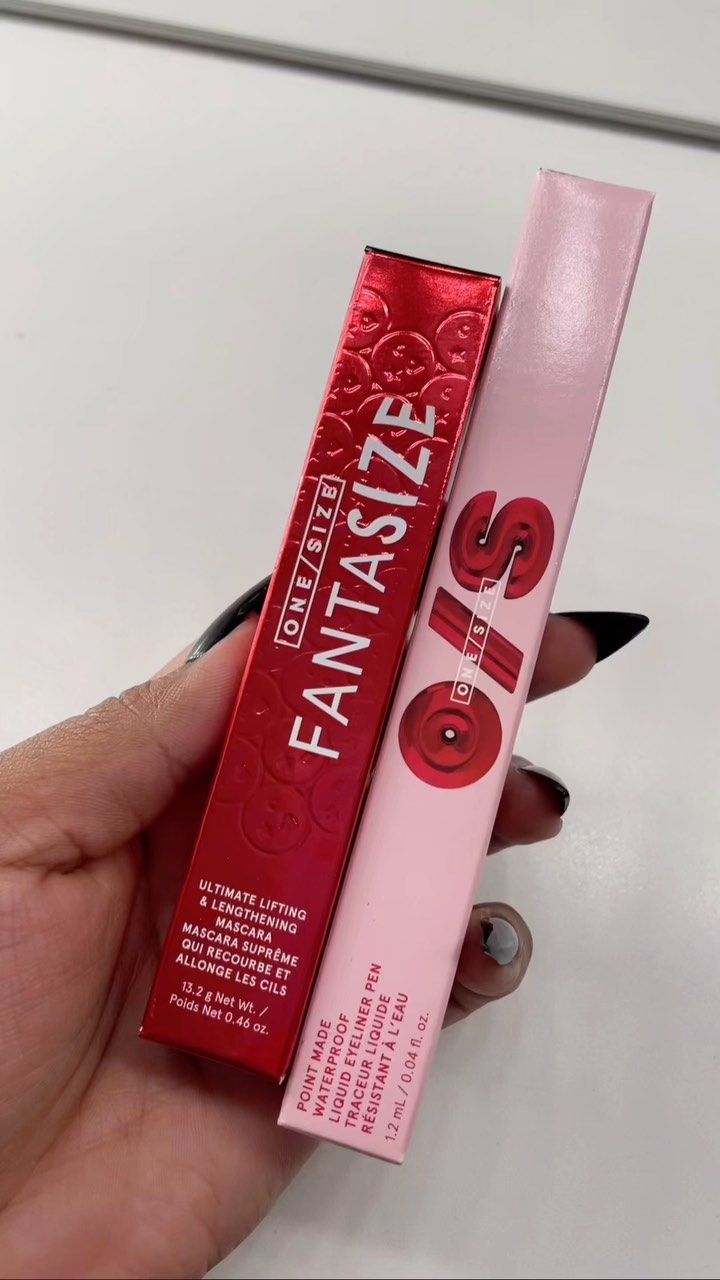 ONE/SIZE
FANTASIZE
ULTIMATE LIFTING
& LENGTHENING
MASCARA
MASCARA SUPRÊME
QUI RECOURBE ET
ALLONGE LES CILS
13.2 g Net Wt. /
Poids Net 0.46 oz.
O/S
ONE/SIZE
POINT MADE
WATERPROOF
LIQUID EYELINER PEN
TRACEUR LIQUIDE
RÉSISTANT À L'EAU
1.2 mL / 0.04 fl. oz.